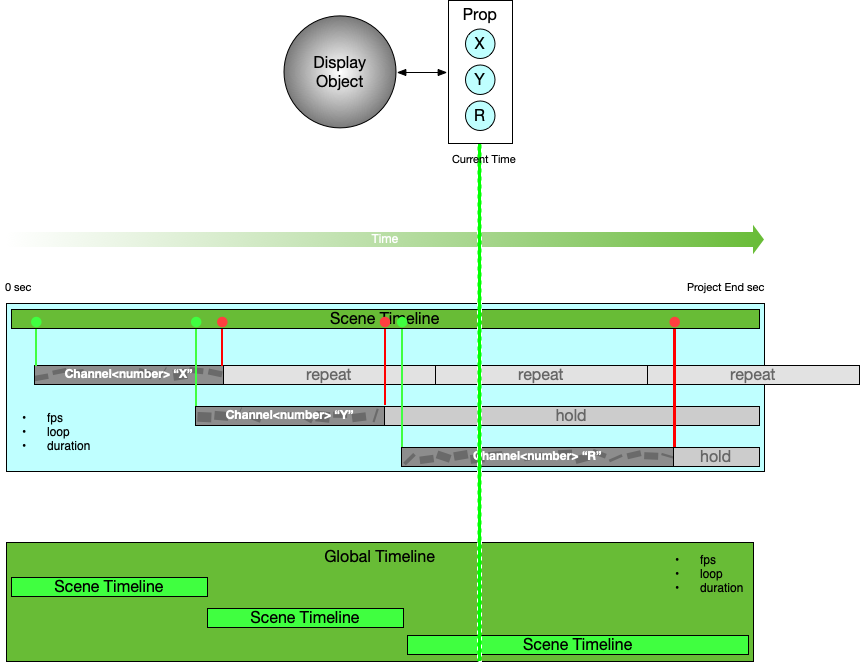 Prop
X
Display
Object
Y
R
Current Time
Time
0 sec
Project End sec
Scene Timeline
Channel<number> “X”
repeat
repeat
repeat
Channel<number> “Y”
hold
• fps
• loop
• duration
Channel<number> “R”
hold
Global Timeline
• fps
• loop
• duration
Scene Timeline
Scene Timeline
Scene Timeline